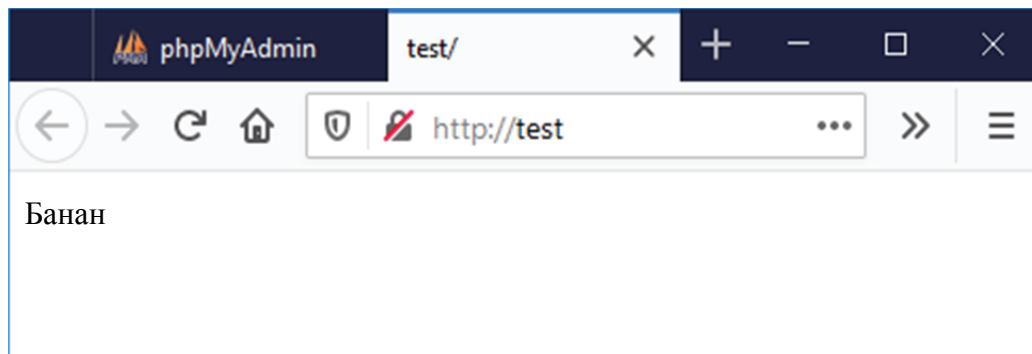 phpMyAdmin test/
http://test
Банан